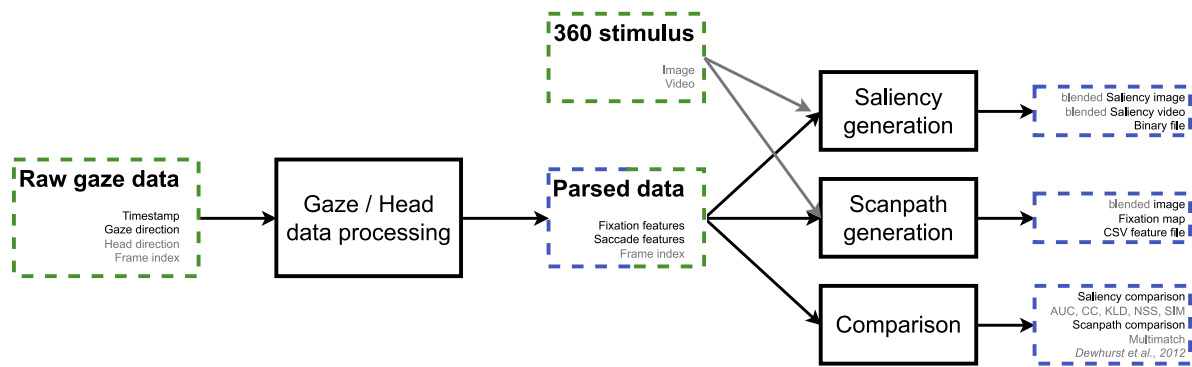 Raw gaze data
Timestamp
Gaze direction
Head direction
Frame index
Gaze / Head
data processing
360 stimulus
Image
Video
Parsed data
Fixation features
Saccade features
Frame index
Saliency
generation
blended Saliency image
blended Saliency video
Binary file
Scanpath
generation
blended image
Fixation map
CSV feature file
Comparison
Saliency comparison
AUC, CC, KLD, NSS, SIM
Scanpath comparison
Multimatch
Dewhurst et al., 2012